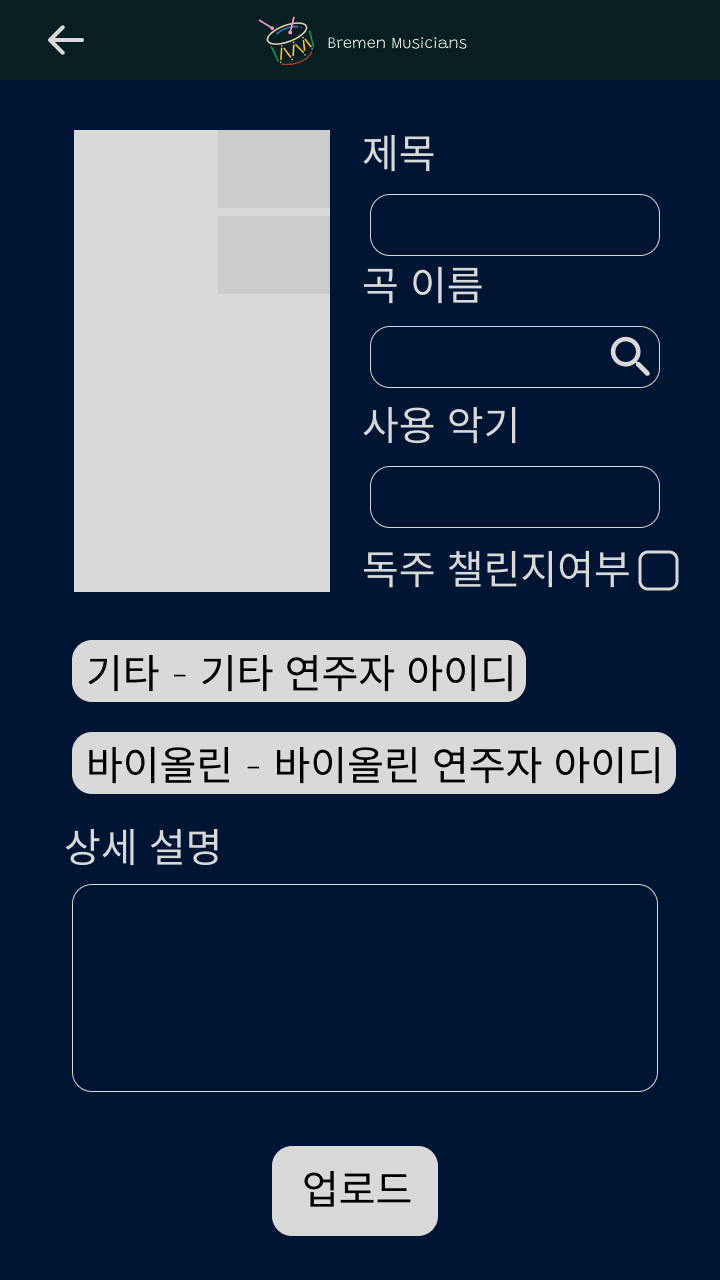 Bremen Musicians
제목
곡 이름
사용 악기
독주 챌린지여부
기타 - 기타 연주자 아이디
바이올린 - 바이올린 연주자 아이디
상세 설명
업로드